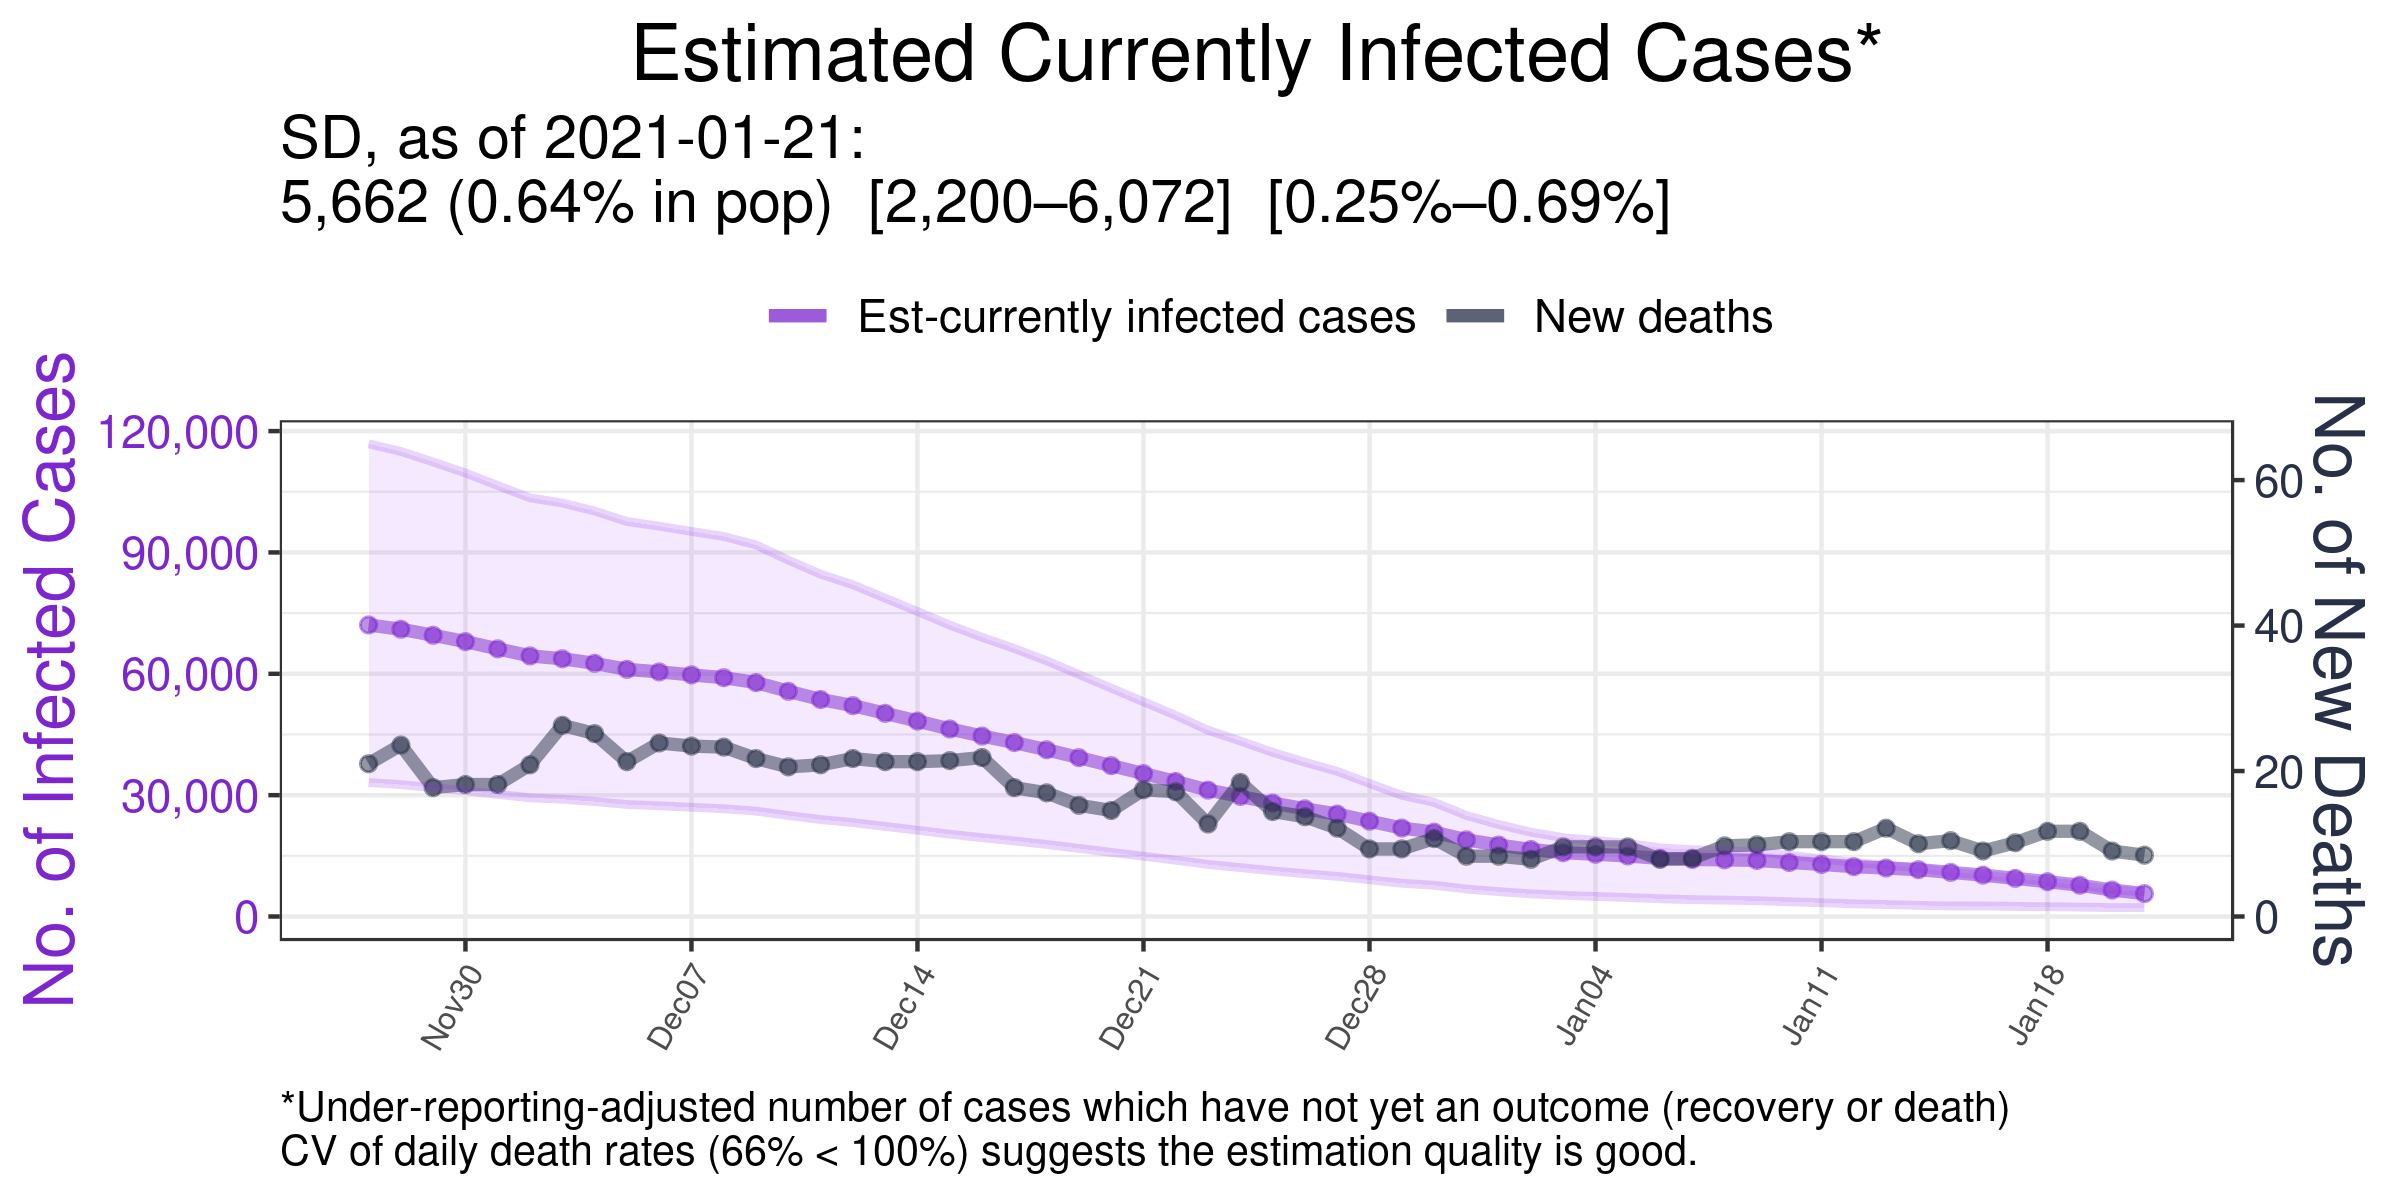 Estimated Currently Infected Cases*
SD, as of 2021-01-21:
5,662 (0.64% in pop)  [2,200–6,072]  [0.25%–0.69%]
Est-currently infected cases
New deaths
No. of Infected Cases
120,000
90,000
60,000
30,000
0
60
40
20
0
No. of New Deaths
Nov30
Dec07
Dec14
Dec21
Dec28
Jan04
Jan11
Jan18
*Under-reporting-adjusted number of cases which have not yet an outcome (recovery or death)
CV of daily death rates (66% < 100%) suggests the estimation quality is good.